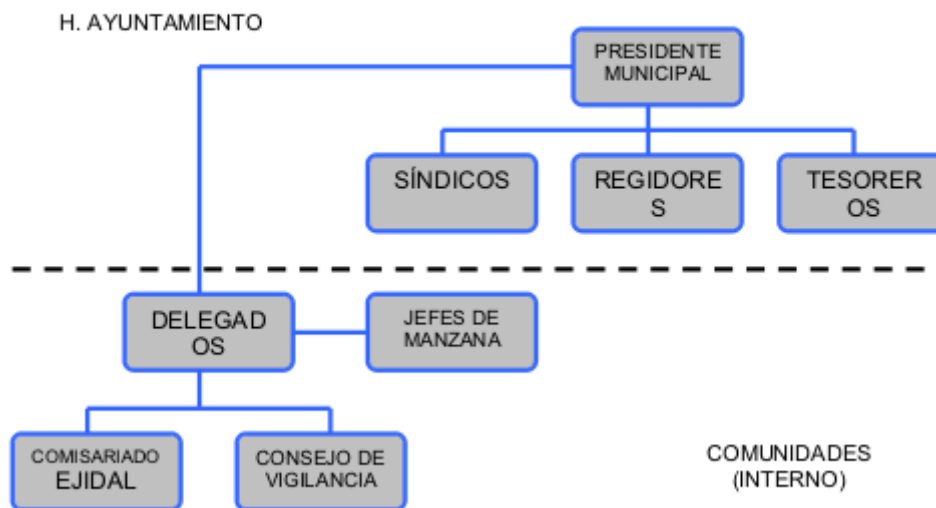 H. AYUNTAMIENTO
PRESIDENTE
MUNICIPAL
SÍNDICOS
REGIDORE
S
TESORER
OS
DELEGAD
OS
JEFES DE
MANZANA
COMISARIADO
EJIDAL
CONSEJO DE
VIGILANCIA
COMUNIDADES
(INTERNO)